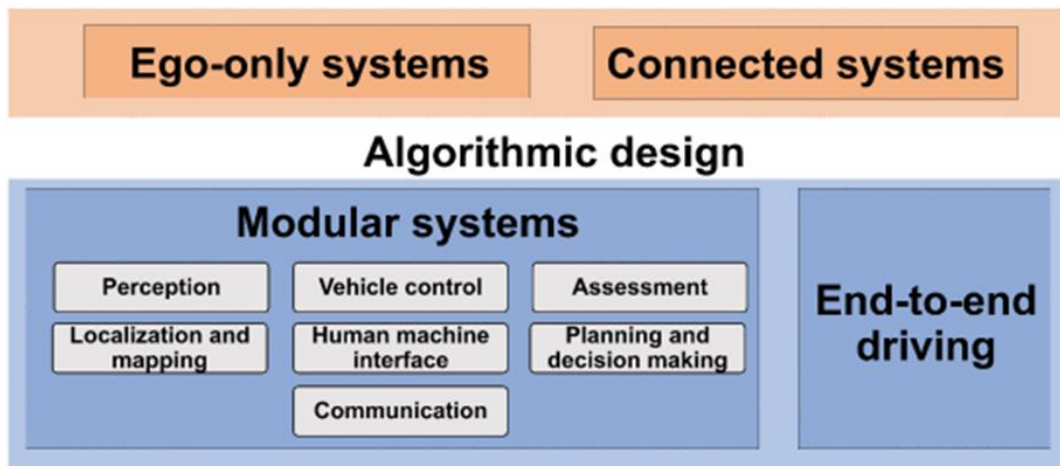 Ego-only systems
Connected systems
Algorithmic design
Modular systems
Perception
Vehicle control
Assessment
Localization and
mapping
Human machine
interface
Planning and
decision making
Communication
End-to-end
driving